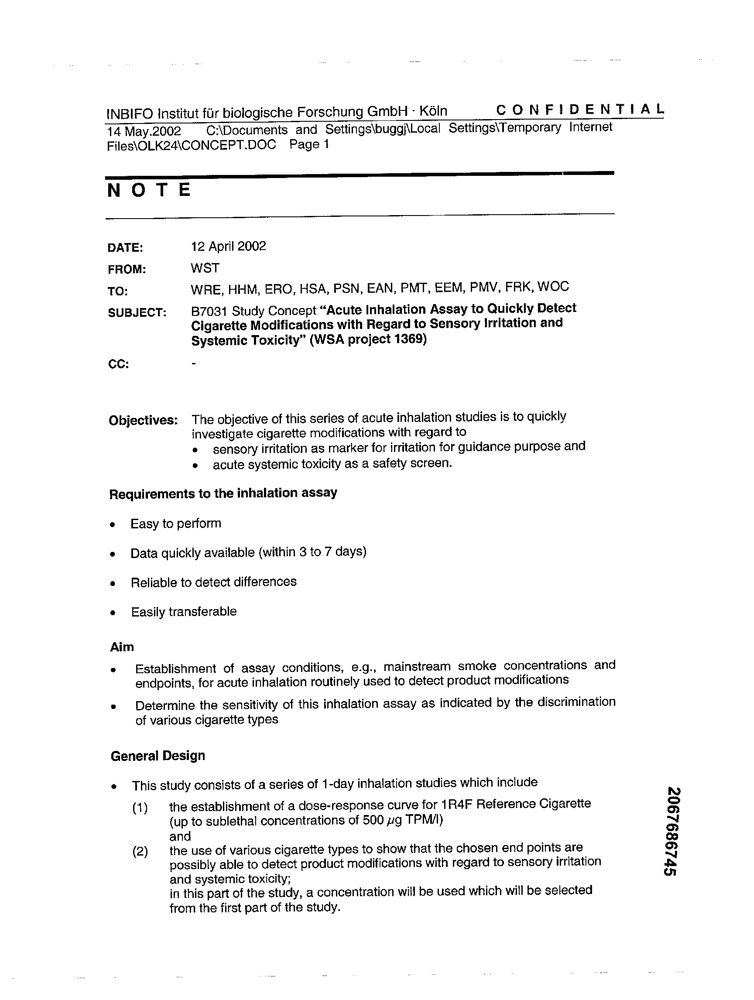 INBIFO Institut für biologische Forschung GmbH · Köln CONFIDENTIAL
14 May.2002 C:\Documents and Settings\buggj\Local Settings\Temporary Internet
Files\OLK24\CONCEPT.DOC Page 1
NOTE
DATE: 12 April 2002
FROM: WST
TO: WRE, HHM, ERO, HSA, PSN, EAN, PMT, EEM, PMV, FRK, WOC
SUBJECT: B7031 Study Concept "Acute Inhalation Assay to Quickly Detect
Cigarette Modifications with Regard to Sensory Irritation and
Systemic Toxicity" (WSA project 1369)
CC: -
Objectives: The objective of this series of acute inhalation studies is to quickly
investigate cigarette modifications with regard to
• sensory irritation as marker for irritation for guidance purpose and
• acute systemic toxicity as a safety screen.
Requirements to the inhalation assay
• Easy to perform
• Data quickly available (within 3 to 7 days)
• Reliable to detect differences
• Easily transferable
Aim
• Establishment of assay conditions, e.g., mainstream smoke concentrations and
endpoints, for acute inhalation routinely used to detect product modifications
• Determine the sensitivity of this inhalation assay as indicated by the discrimination
of various cigarette types
General Design
• This study consists of a series of 1-day inhalation studies which include
(1) the establishment of a dose-response curve for 1R4F Reference Cigarette
(up to sublethal concentrations of 500 µg TPM/l)
and
(2) the use of various cigarette types to show that the chosen end points are
possibly able to detect product modifications with regard to sensory irritation
and systemic toxicity;
in this part of the study, a concentration will be used which will be selected
from the first part of the study.
2067686745